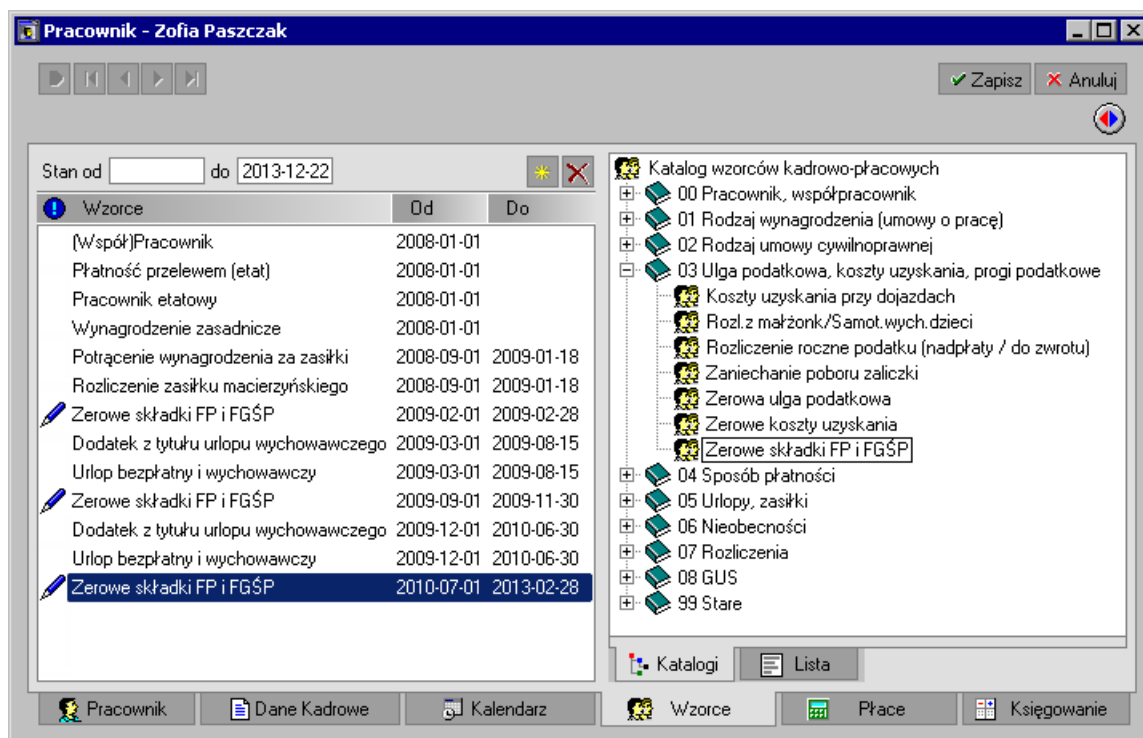 Pracownik - Zofia Paszczak
Zapisz Anuluj
Stan od do 2013-12-22
Wzorce Od Do
(Współ)Pracownik 2008-01-01
Płatność przelewem (etat) 2008-01-01
Pracownik etatowy 2008-01-01
Wynagrodzenie zasadnicze 2008-01-01
Potrącenie wynagrodzenia za zasiłki 2008-09-01 2009-01-18
Rozliczenie zasiłku macierzyńskiego 2008-09-01 2009-01-18
Zerowe składki FP i FGŚP 2009-02-01 2009-02-28
Dodatek z tytułu urlopu wychowawczego 2009-03-01 2009-08-15
Urlop bezpłatny i wychowawczy 2009-03-01 2009-08-15
Zerowe składki FP i FGŚP 2009-09-01 2009-11-30
Dodatek z tytułu urlopu wychowawczego 2009-12-01 2010-06-30
Urlop bezpłatny i wychowawczy 2009-12-01 2010-06-30
Zerowe składki FP i FGŚP 2010-07-01 2013-02-28
Katalog wzorców kadrowo-płacowych
00 Pracownik, współpracownik
01 Rodzaj wynagrodzenia (umowy o pracę)
02 Rodzaj umowy cywilnoprawnej
03 Ulga podatkowa, koszty uzyskania, progi podatkowe
Koszty uzyskania przy dojazdach
Rozl.z małżonk/Samot.wych.dzieci
Rozliczenie roczne podatku (nadpłaty / do zwrotu)
Zaniechanie poboru zaliczki
Zerowa ulga podatkowa
Zerowe koszty uzyskania
Zerowe składki FP i FGŚP
04 Sposób płatności
05 Urlopy, zasiłki
06 Nieobecności
07 Rozliczenia
08 GUS
99 Stare
Katalogi Lista
Pracownik Dane Kadrowe Kalendarz Wzorce Płace Księgowanie